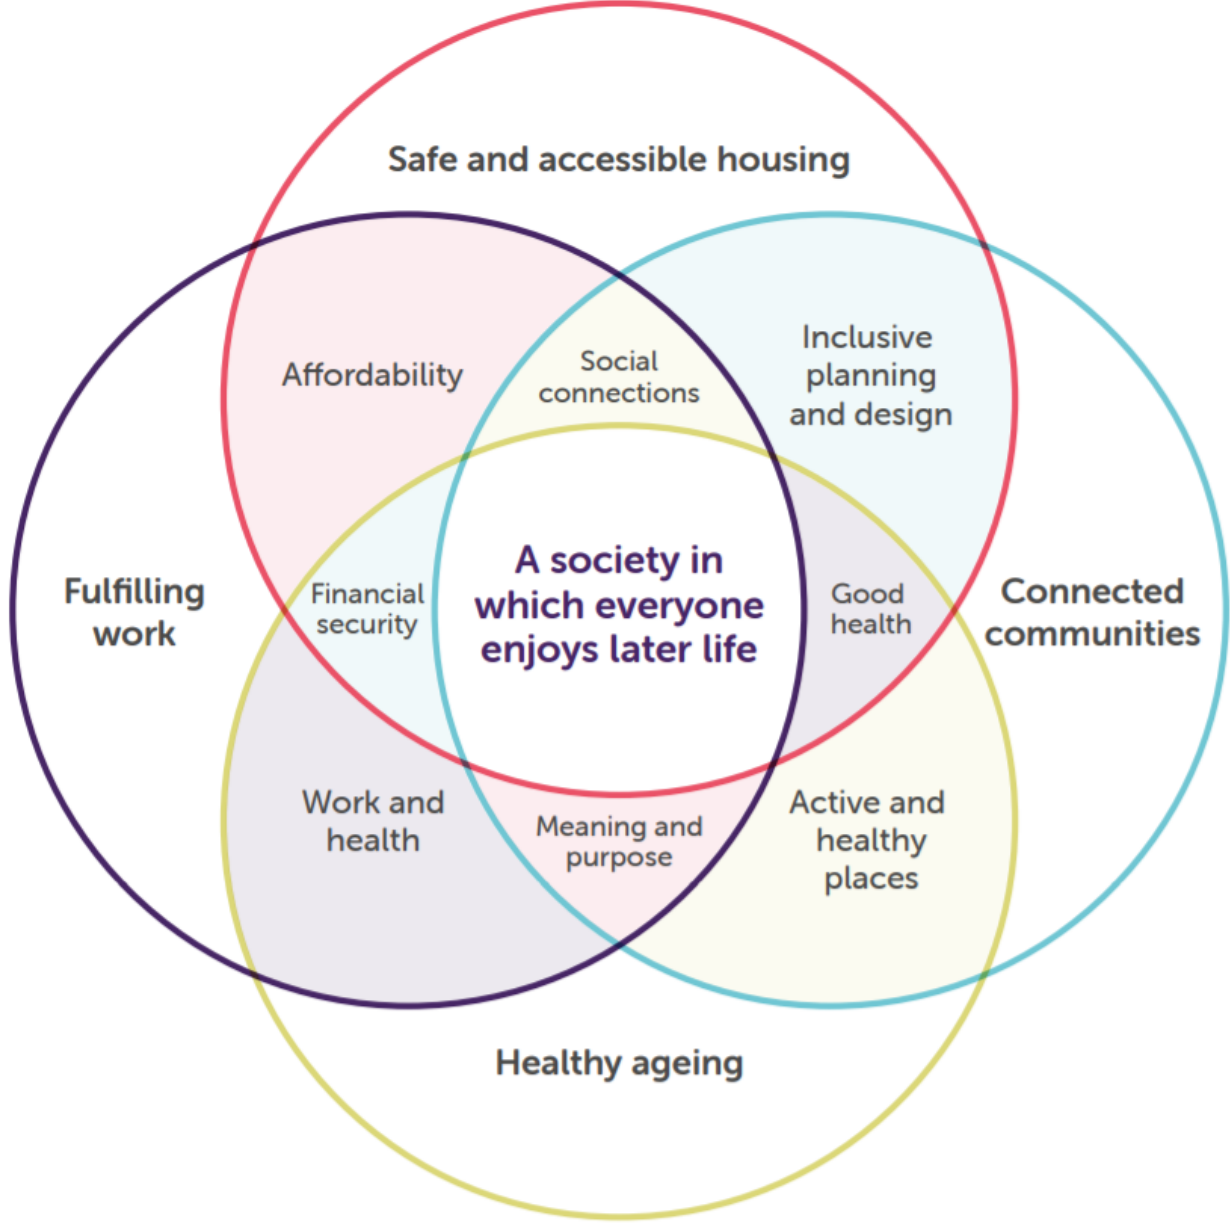 Safe and accessible housing
Affordability
Social
connections
Inclusive
planning
and design
Fulfilling
work
Financial
security
A society in
which everyone
enjoys later life
Good
health
Connected
communities
Work and
health
Meaning and
purpose
Active and
healthy
places
Healthy ageing